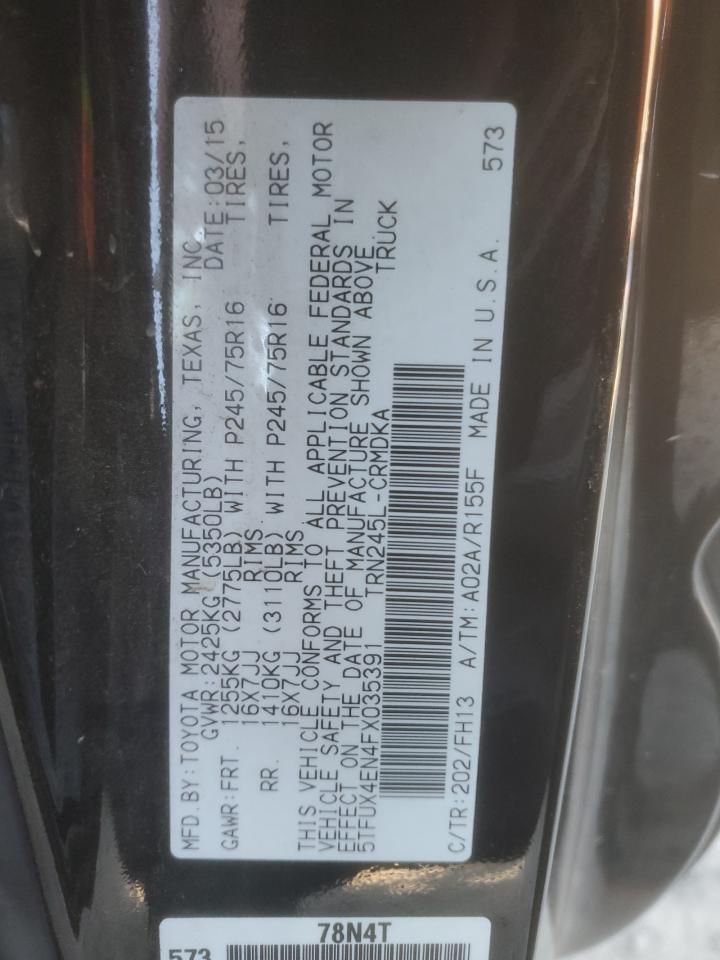 MFD.BY:TOYOTA MOTOR MANUFACTURING, TEXAS, INC.
GVWR:2425KG(5350LB) DATE:03/15
GAWR:FRT. 1255KG (2775LB) WITH P245/75R16 TIRES,
16X7JJ RIMS
RR. 1410KG (3110LB) WITH P245/75R16 TIRES,
16X7JJ RIMS
THIS VEHICLE CONFORMS TO ALL APPLICABLE FEDERAL MOTOR
VEHICLE SAFETY AND THEFT PREVENTION STANDARDS IN
EFFECT ON THE DATE OF MANUFACTURE SHOWN ABOVE
5TFUX4EN4FX035391 TRN245L-CRMDKA TRUCK
C/TR:202/FH13 A/TM:A02A/R155F MADE IN U.S.A. 573
78N4T
573